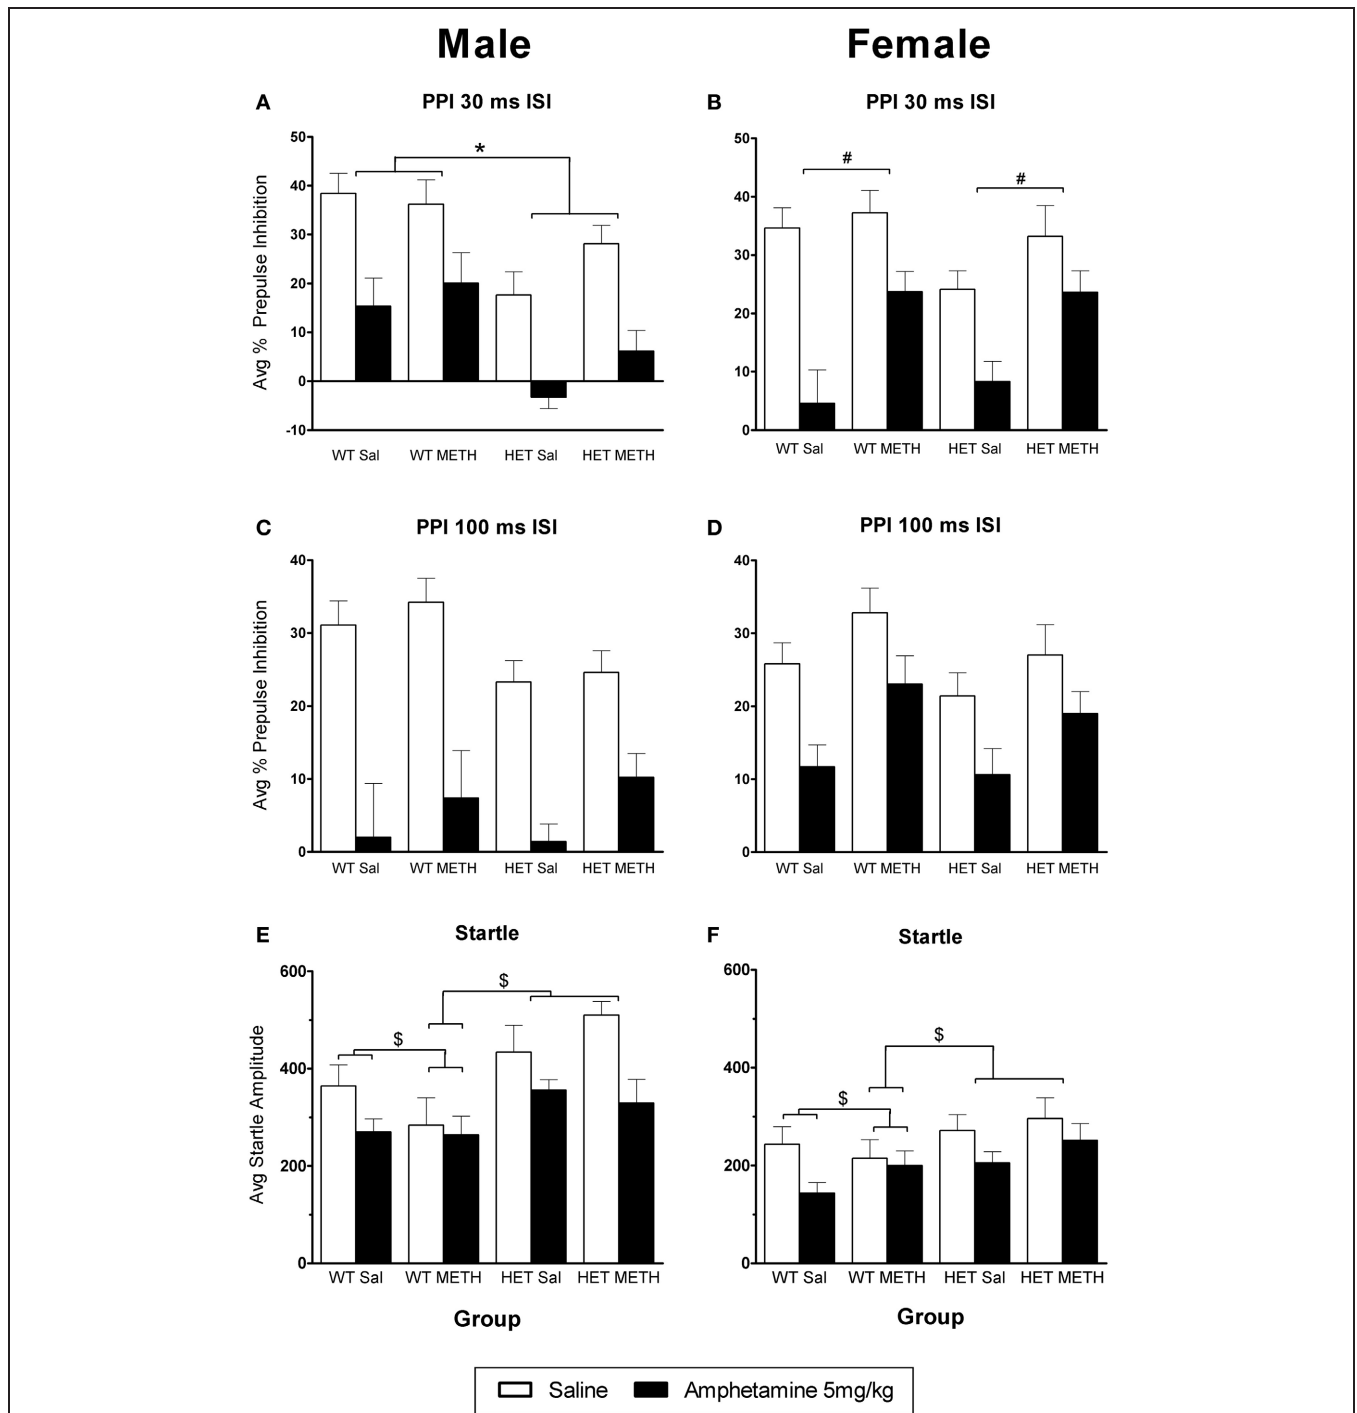 Male
Female
A
PPI 30 ms ISI
B
PPI 30 ms ISI
Avg % Prepulse Inhibition
50
40
30
20
10
0
-10
*
WT Sal WT METH HET Sal HET METH
50
40
30
20
10
0
#
#
WT Sal WT METH HET Sal HET METH
C
PPI 100 ms ISI
D
PPI 100 ms ISI
Avg % Prepulse Inhibition
40
30
20
10
0
WT Sal WT METH HET Sal HET METH
40
30
20
10
0
WT Sal WT METH HET Sal HET METH
E
Startle
F
Startle
Avg Startle Amplitude
600
400
200
0
$
$
WT Sal WT METH HET Sal HET METH
Group
600
400
200
0
$
$
WT Sal WT METH HET Sal HET METH
Group
Saline Amphetamine 5mg/kg